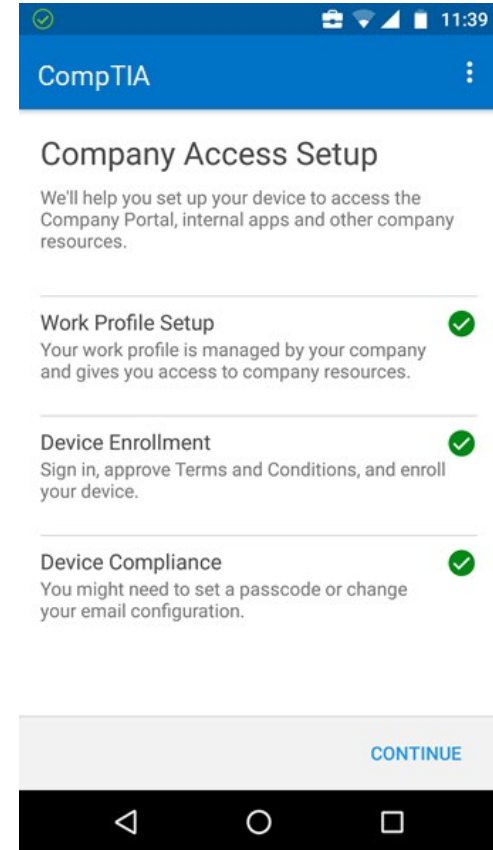 11:39
CompTIA
Company Access Setup
We'll help you set up your device to access the
Company Portal, internal apps and other company
resources.
Work Profile Setup
Your work profile is managed by your company
and gives you access to company resources.
Device Enrollment
Sign in, approve Terms and Conditions, and enroll
your device.
Device Compliance
You might need to set a passcode or change
your email configuration.
CONTINUE